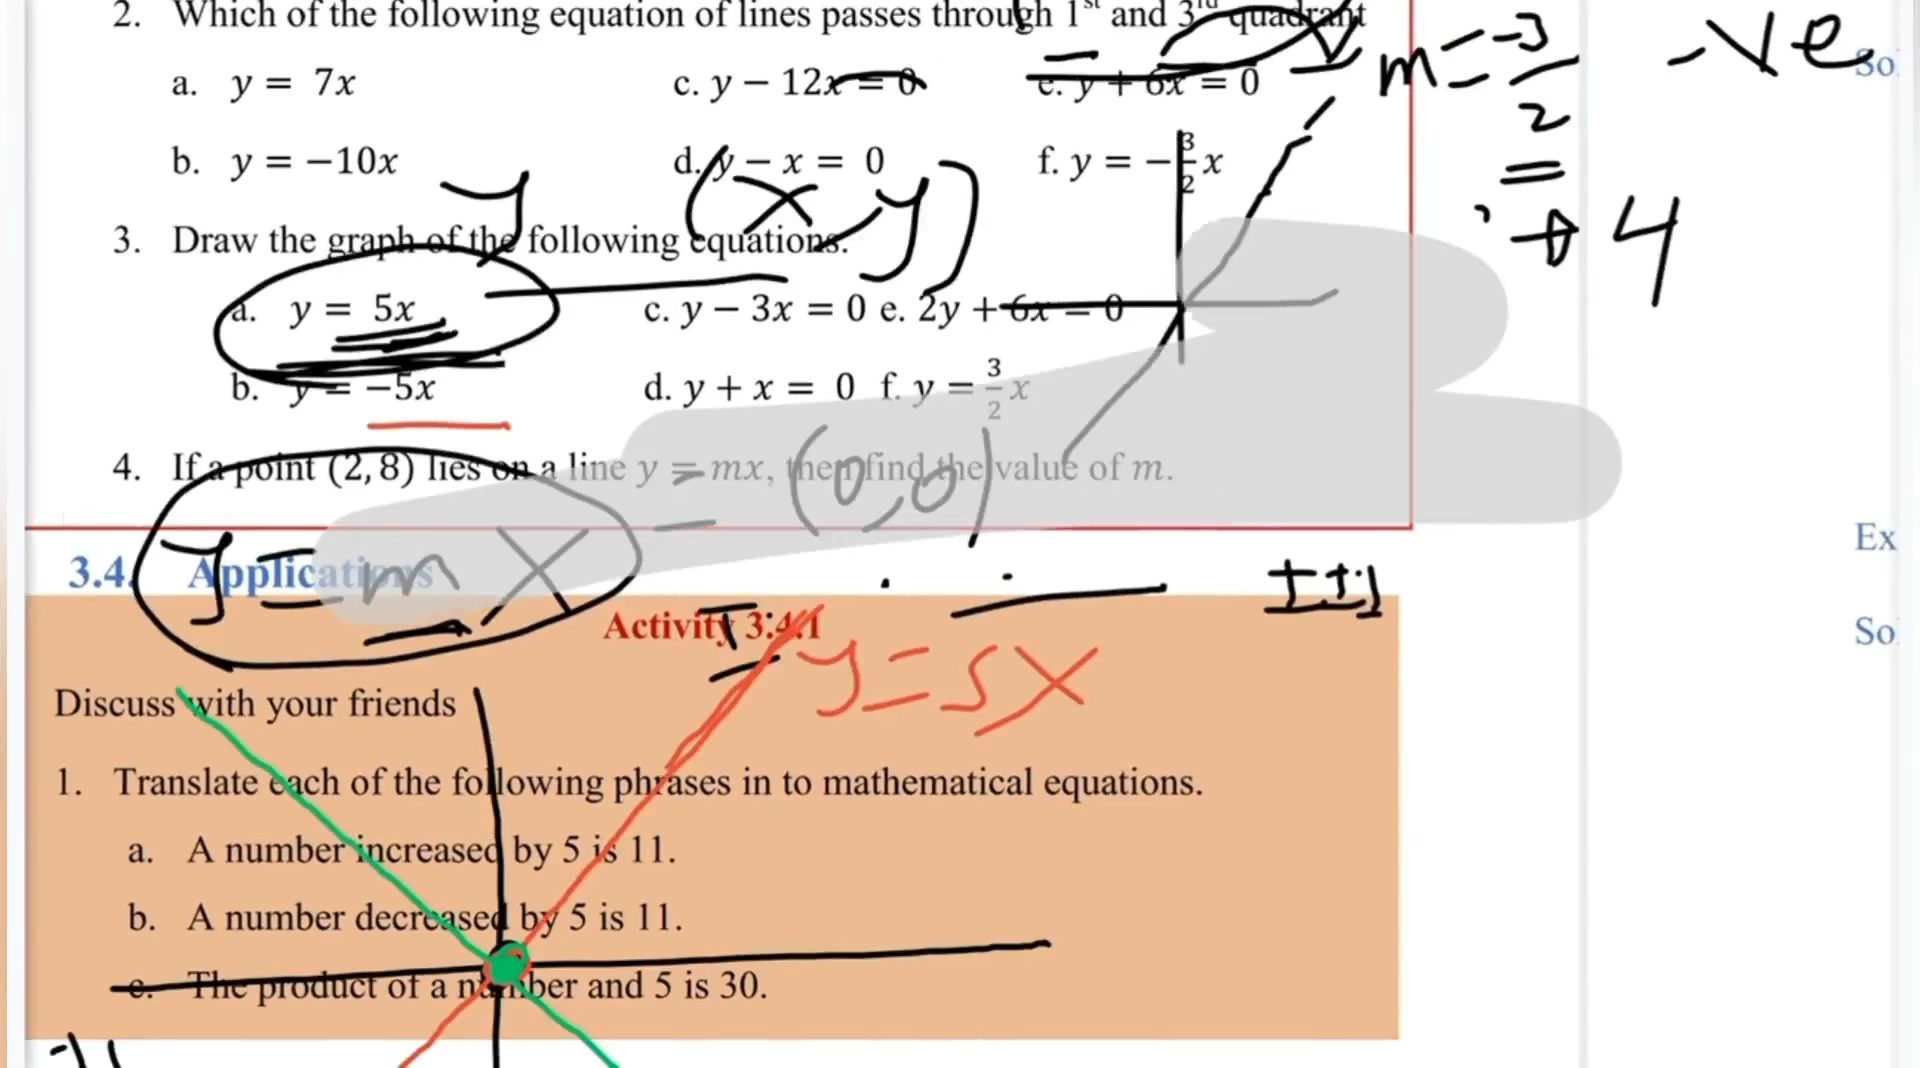 2. Which of the following equation of lines passes through 1st and 3rd quadrant
a. y = 7x c. y − 12x = 0 e. y + 6x = 0
b. y = −10x d. y − x = 0 f. y = −3/2 x
m = −3/2
−ve
So
(x, y)
y
→ 4
3. Draw the graph of the following equations.
a. y = 5x c. y − 3x = 0 e. 2y + 6x = 0
b. y = −5x d. y + x = 0 f. y = 3/2 x
4. If a point (2, 8) lies on a line y = mx, then find the value of m.
(0,0)
y = mx
Ex
3.4. Applications
Activity 3.4.1
So
y = 5x
Discuss with your friends
1. Translate each of the following phrases in to mathematical equations.
a. A number increased by 5 is 11.
b. A number decreased by 5 is 11.
c. The product of a number and 5 is 30.